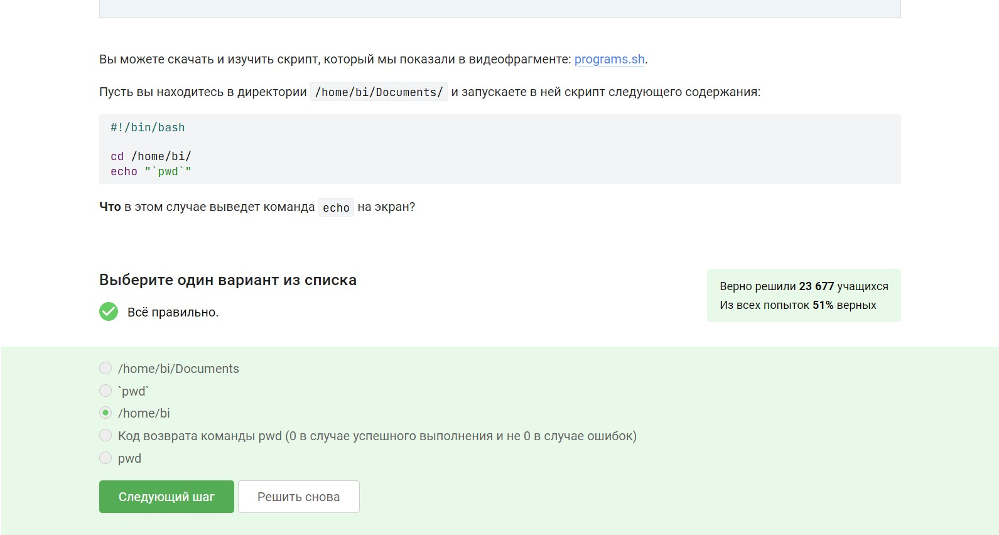 Вы можете скачать и изучить скрипт, который мы показали в видеофрагменте: programs.sh.
Пусть вы находитесь в директории /home/bi/Documents/ и запускаете в ней скрипт следующего содержания:
#!/bin/bash
cd /home/bi/
echo "`pwd`"
Что в этом случае выведет команда echo на экран?
Выберите один вариант из списка
Всё правильно.
Верно решили 23 677 учащихся
Из всех попыток 51% верных
/home/bi/Documents
`pwd`
/home/bi
Код возврата команды pwd (0 в случае успешного выполнения и не 0 в случае ошибок)
pwd
Следующий шаг
Решить снова